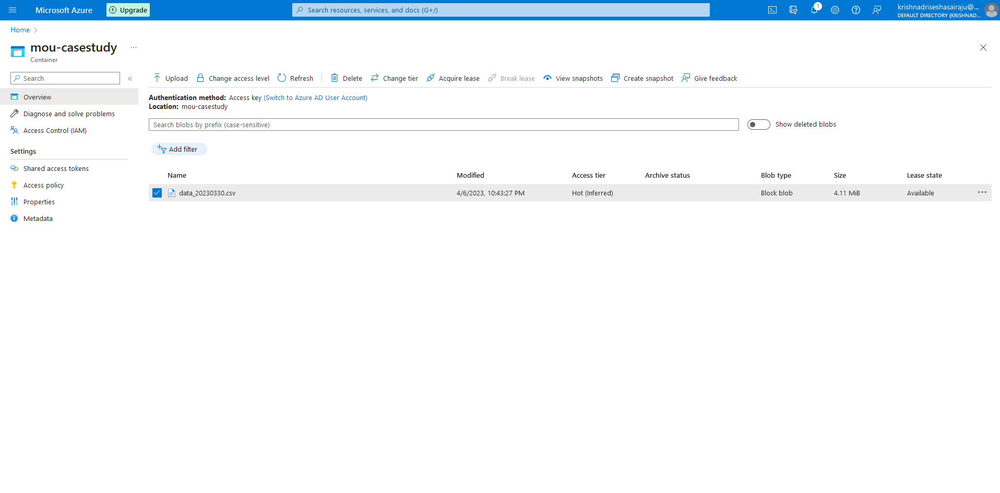 Microsoft Azure
Upgrade
Search resources, services, and docs (G+/)
1
krishnadriseshasairaju@...
DEFAULT DIRECTORY (KRISHNAD...
Home
mou-casestudy
...
Container
Search
«
Upload
Change access level
Refresh
Delete
Change tier
Acquire lease
Break lease
View snapshots
Create snapshot
Give feedback
Overview
Diagnose and solve problems
Access Control (IAM)
Settings
Shared access tokens
Access policy
Properties
Metadata
Authentication method: Access key (Switch to Azure AD User Account)
Location: mou-casestudy
Search blobs by prefix (case-sensitive)
Show deleted blobs
Add filter
Name Modified Access tier Archive status Blob type Size Lease state
data_20230330.csv 4/6/2023, 10:43:27 PM Hot (Inferred) Block blob 4.11 MiB Available ...